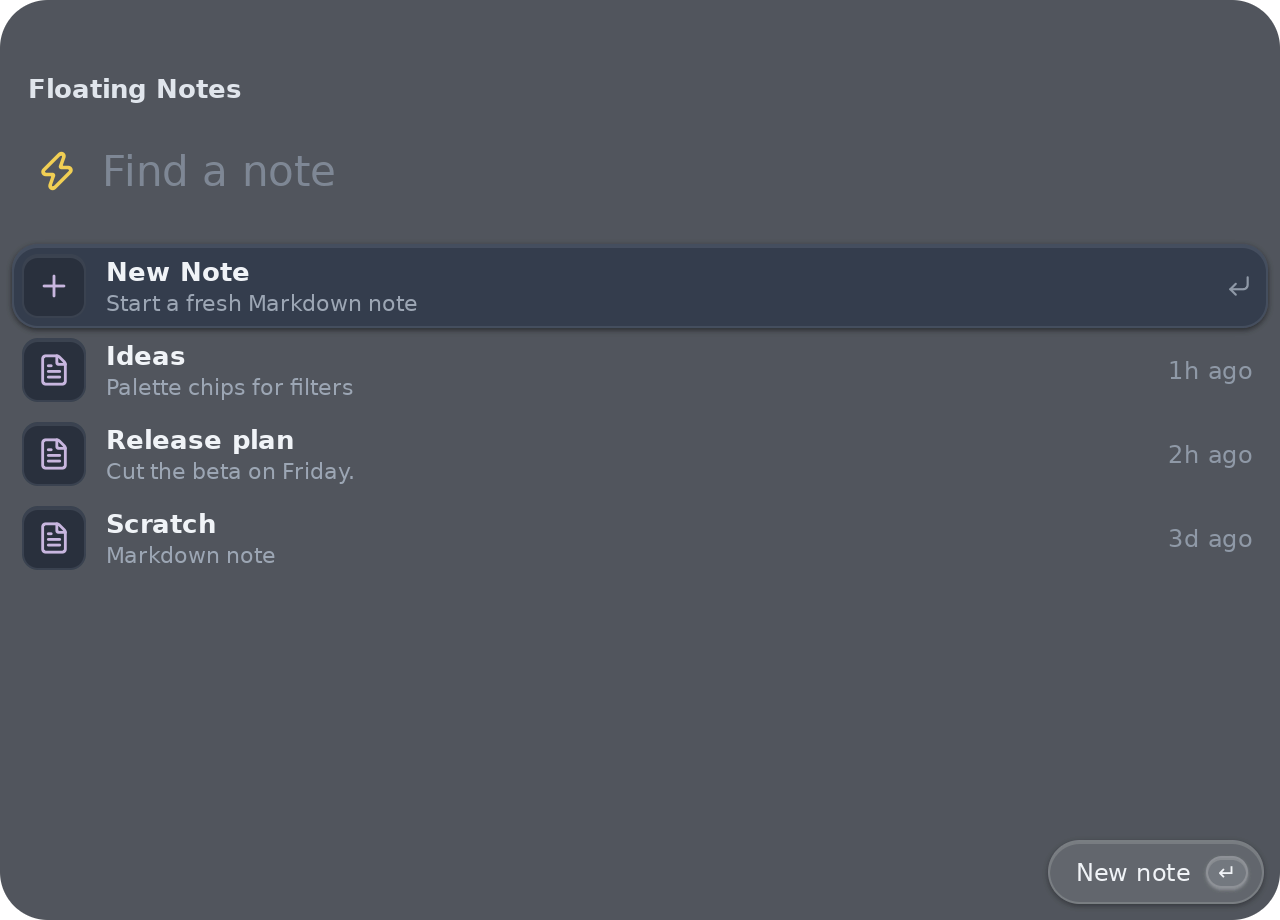 Floating Notes
Find a note
New Note
Start a fresh Markdown note
Ideas
Palette chips for filters
1h ago
Release plan
Cut the beta on Friday.
2h ago
Scratch
Markdown note
3d ago
New note